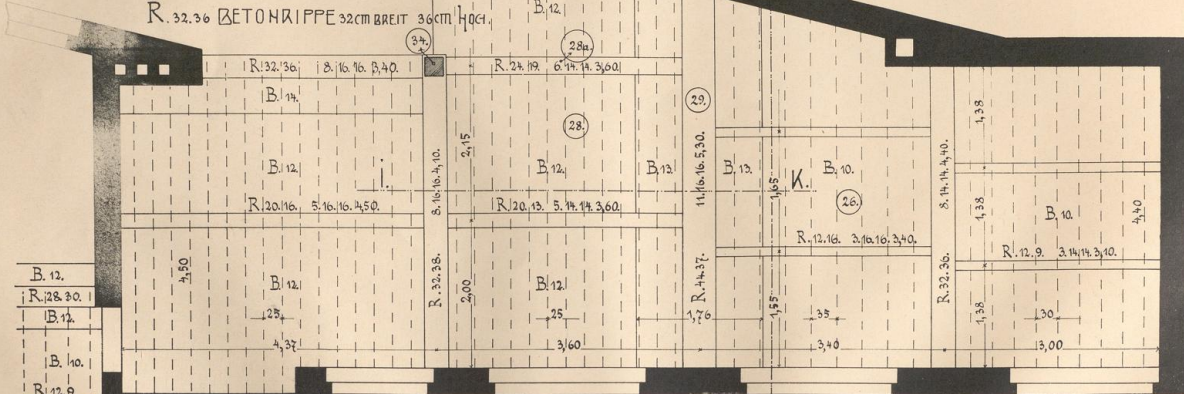 R. 32.36 BETONRIPPE 32CM BREIT 36CM HOCH.
B. 12.
34.
28a.
R. 32. 36. 8. 16. 16. 3,40.
R. 24. 19. 6. 14. 14. 3,60.
B. 14.
29.
28.
2,15
1,38
B. 12.
i.
8. 16. 16. 4,10.
B. 12.
B. 13.
11. 16. 16. 5,30.
B. 13.
1,65
K.
B. 10.
8. 14. 14. 4,40.
26.
R. 20. 16. 5. 16. 16. 4,50.
R. 20. 13. 5. 14. 14. 3,60.
1,38
B. 10.
4,40
R. 12. 16. 3. 16. 16. 3,40.
R. 12. 9. 3. 14. 14. 3,10.
B. 12.
R. 28. 30.
B. 12.
B. 10.
R. 12. 9.
4,50
B. 12.
R. 32. 38.
2,00
B. 12.
R. 44. 37.
1,55
R. 32. 36.
1,38
25
25
1,76
35
30
4,37
3,60
3,40
3,00